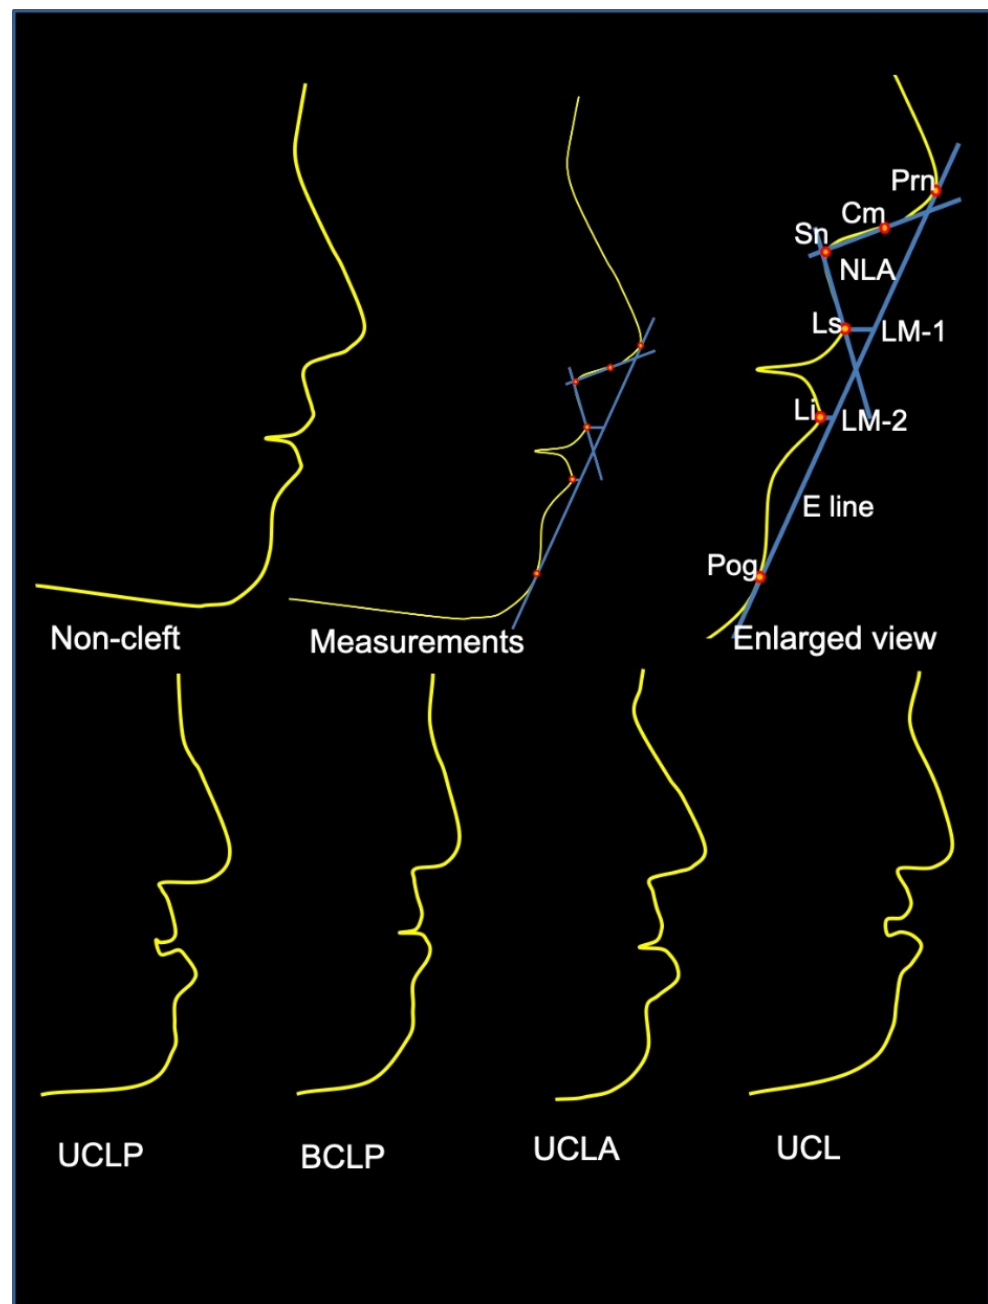 Prn
Cm
Sn
NLA
Ls
LM-1
Li
LM-2
E line
Pog
Non-cleft
Measurements
Enlarged view
UCLP
BCLP
UCLA
UCL